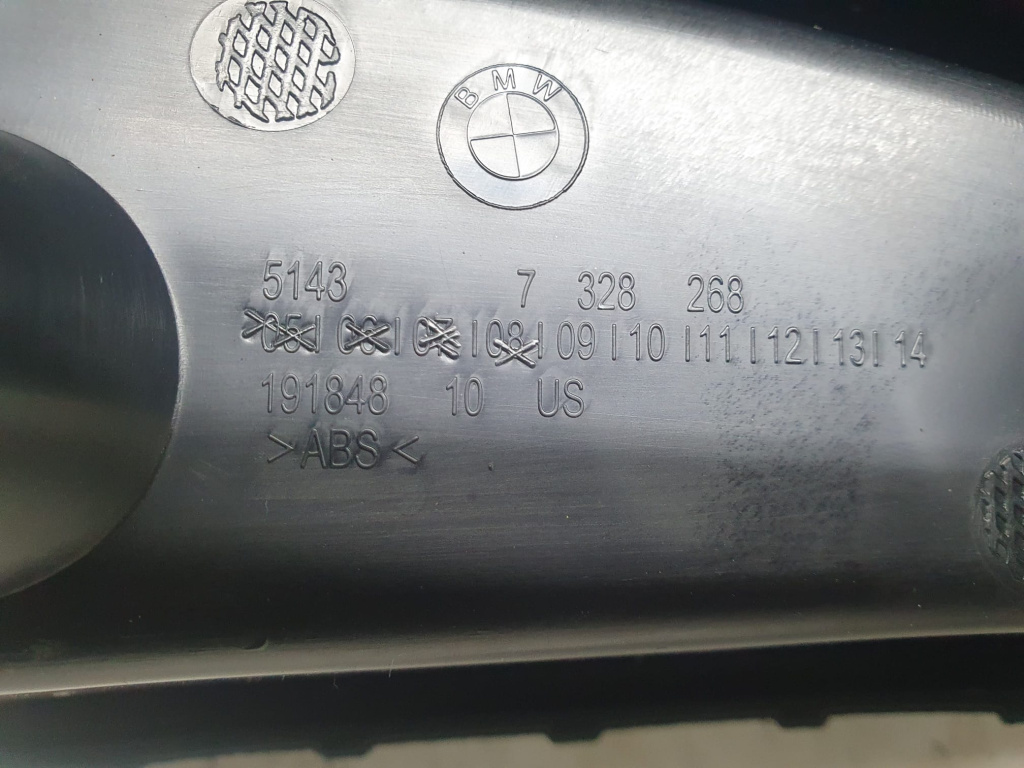 BMW
5143 7 328 268
05 | 06 | 07 | 08 | 09 | 10 | 11 | 12 | 13 | 14
191848 10 US
>ABS<